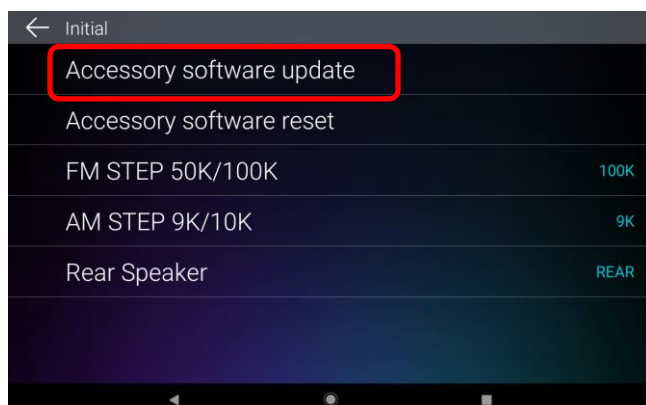 Initial
Accessory software update
Accessory software reset
FM STEP 50K/100K 100K
AM STEP 9K/10K 9K
Rear Speaker REAR